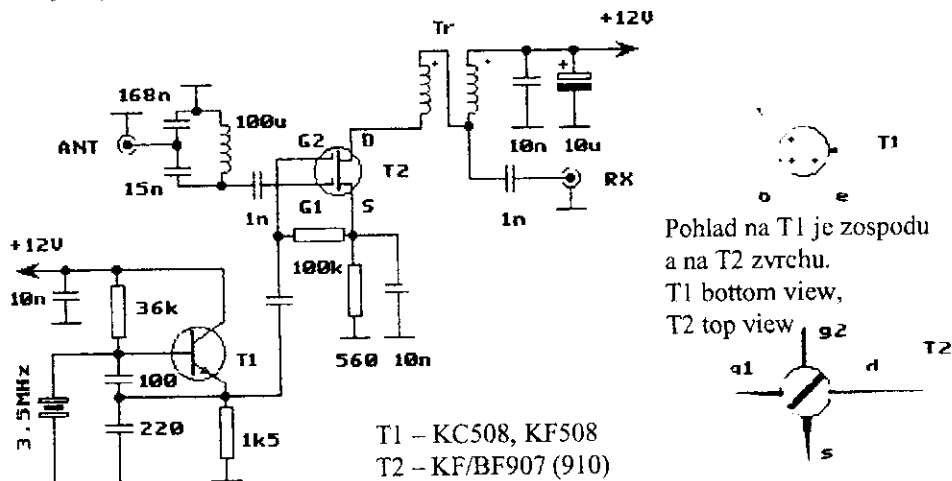 Tr
+12V
168n
100u
ANT
15n
1n
G2
D
T2
G1
S
10n
10u
1n
RX
T1
o
e
Pohlad na T1 je zospodu
a na T2 zvrchu.
T1 bottom view,
T2 top view
g2
g1
d
T2
s
+12V
10n
36k
100k
T1
560
10n
3.5MHz
100
220
1k5
T1 – KC508, KF508
T2 – KF/BF907 (910)